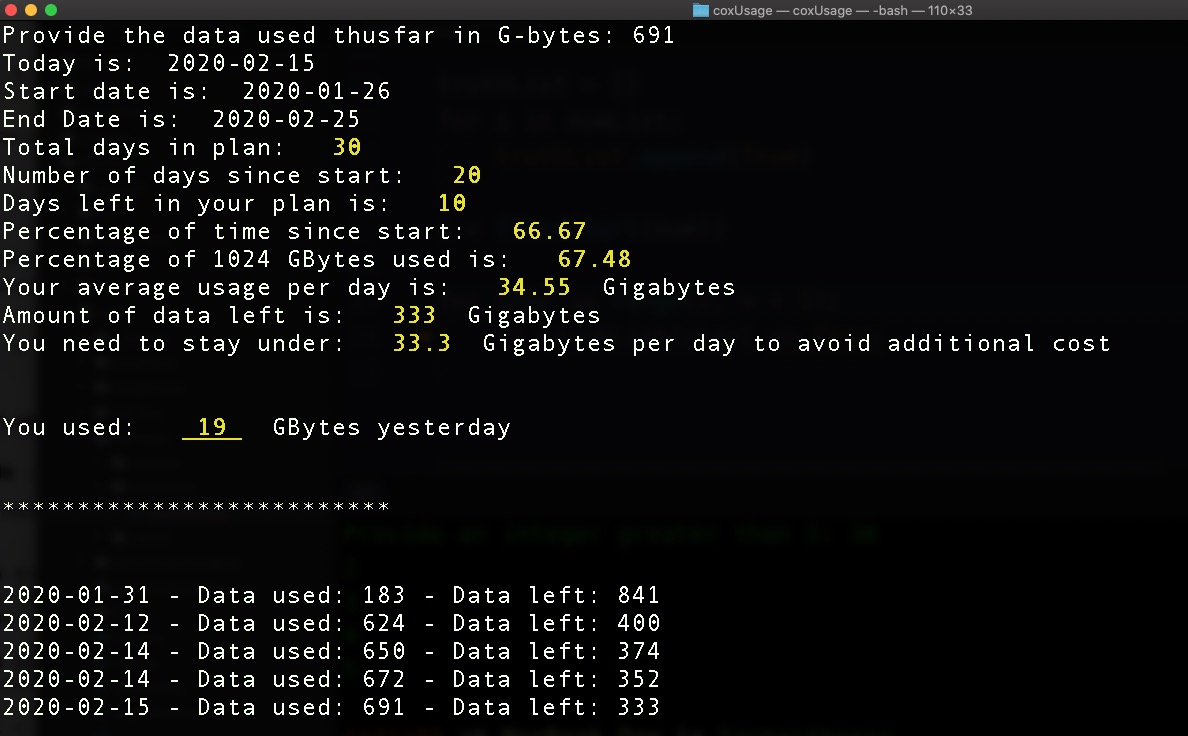 coxUsage — coxUsage — -bash — 110×33
Provide the data used thusfar in G-bytes: 691
Today is:  2020-02-15
Start date is:  2020-01-26
End Date is:  2020-02-25
Total days in plan:   30
Number of days since start:   20
Days left in your plan is:   10
Percentage of time since start:   66.67
Percentage of 1024 GBytes used is:   67.48
Your average usage per day is:   34.55  Gigabytes
Amount of data left is:   333  Gigabytes
You need to stay under:   33.3  Gigabytes per day to avoid additional cost
You used:    19   GBytes yesterday
**************************
2020-01-31 - Data used: 183 - Data left: 841
2020-02-12 - Data used: 624 - Data left: 400
2020-02-14 - Data used: 650 - Data left: 374
2020-02-14 - Data used: 672 - Data left: 352
2020-02-15 - Data used: 691 - Data left: 333